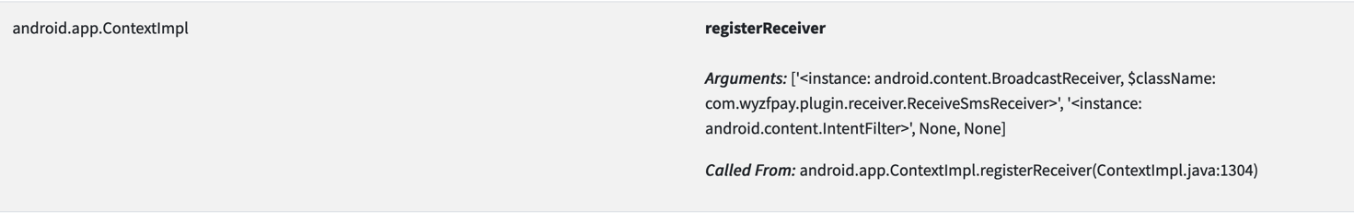 android.app.ContextImpl
registerReceiver
Arguments: ['<instance: android.content.BroadcastReceiver, $className:
com.wyzfpay.plugin.receiver.ReceiveSmsReceiver>', '<instance:
android.content.IntentFilter>', None, None]
Called From: android.app.ContextImpl.registerReceiver(ContextImpl.java:1304)